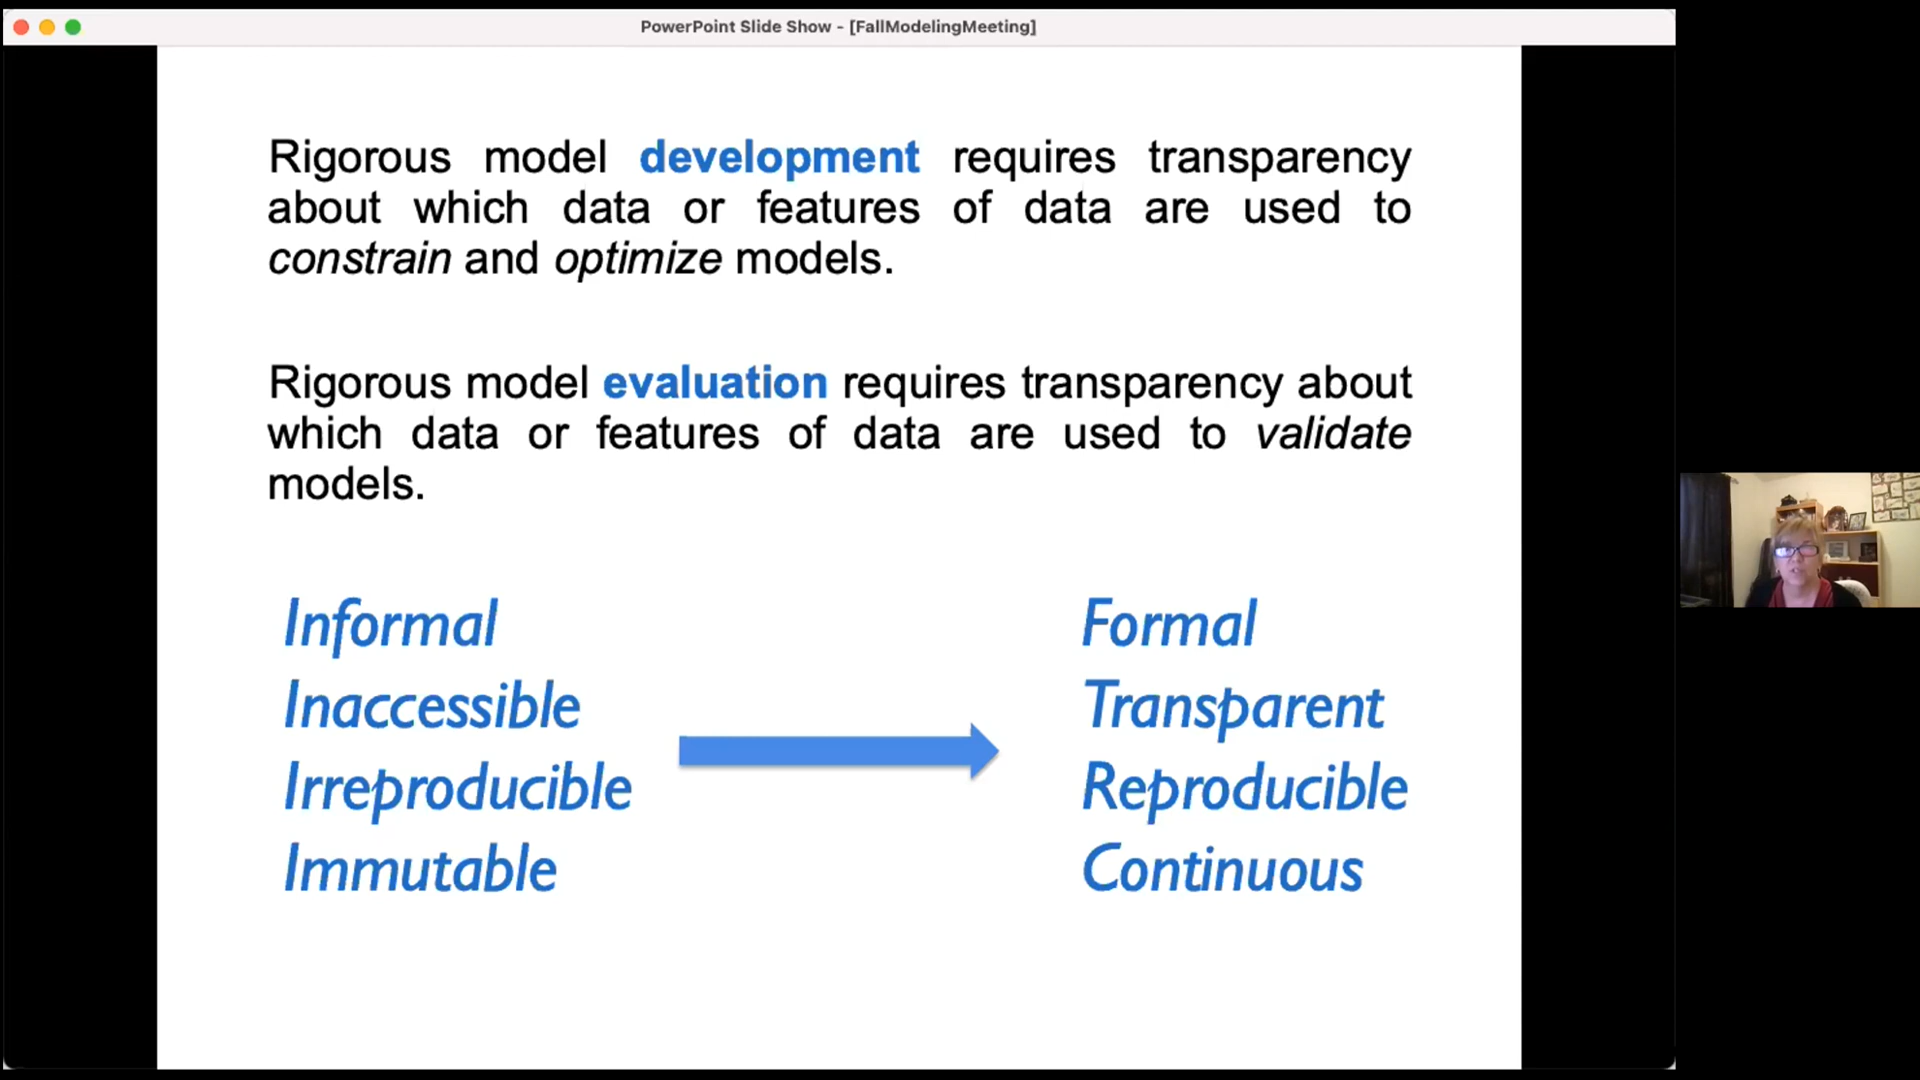 PowerPoint Slide Show - [FallModelingMeeting]
Rigorous model development requires transparency
about which data or features of data are used to
constrain and optimize models.
Rigorous model evaluation requires transparency about
which data or features of data are used to validate
models.
Informal
Inaccessible
Irreproducible
Immutable
Formal
Transparent
Reproducible
Continuous